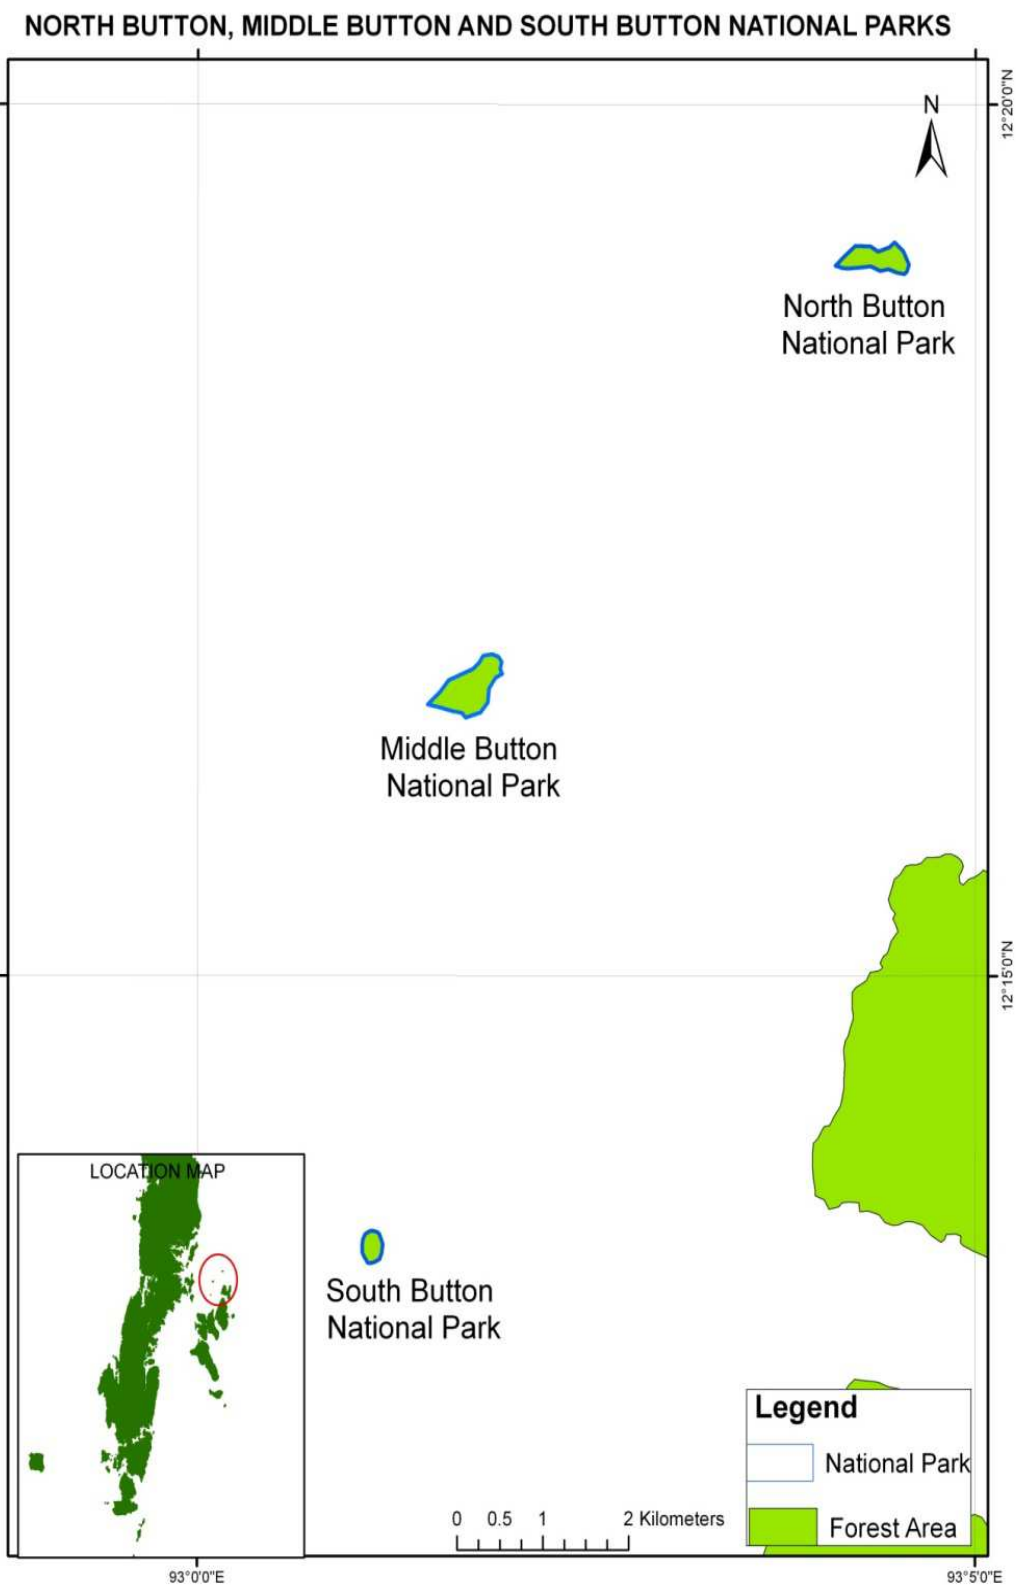 NORTH BUTTON, MIDDLE BUTTON AND SOUTH BUTTON NATIONAL PARKS
12°20'0"N
N
North Button
National Park
Middle Button
National Park
12°15'0"N
LOCATION MAP
South Button
National Park
Legend
National Park
Forest Area
0 0.5 1 2 Kilometers
93°0'0"E
93°5'0"E